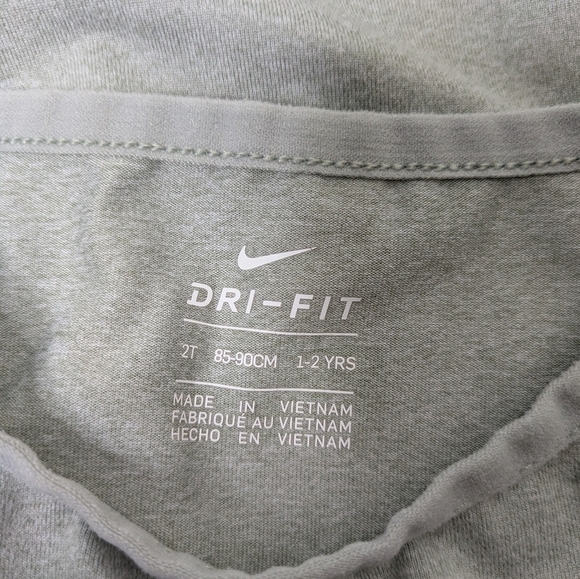 DRI-FIT
2T 85-90CM 1-2 YRS
MADE IN VIETNAM
FABRIQUÉ AU VIETNAM
HECHO EN VIETNAM